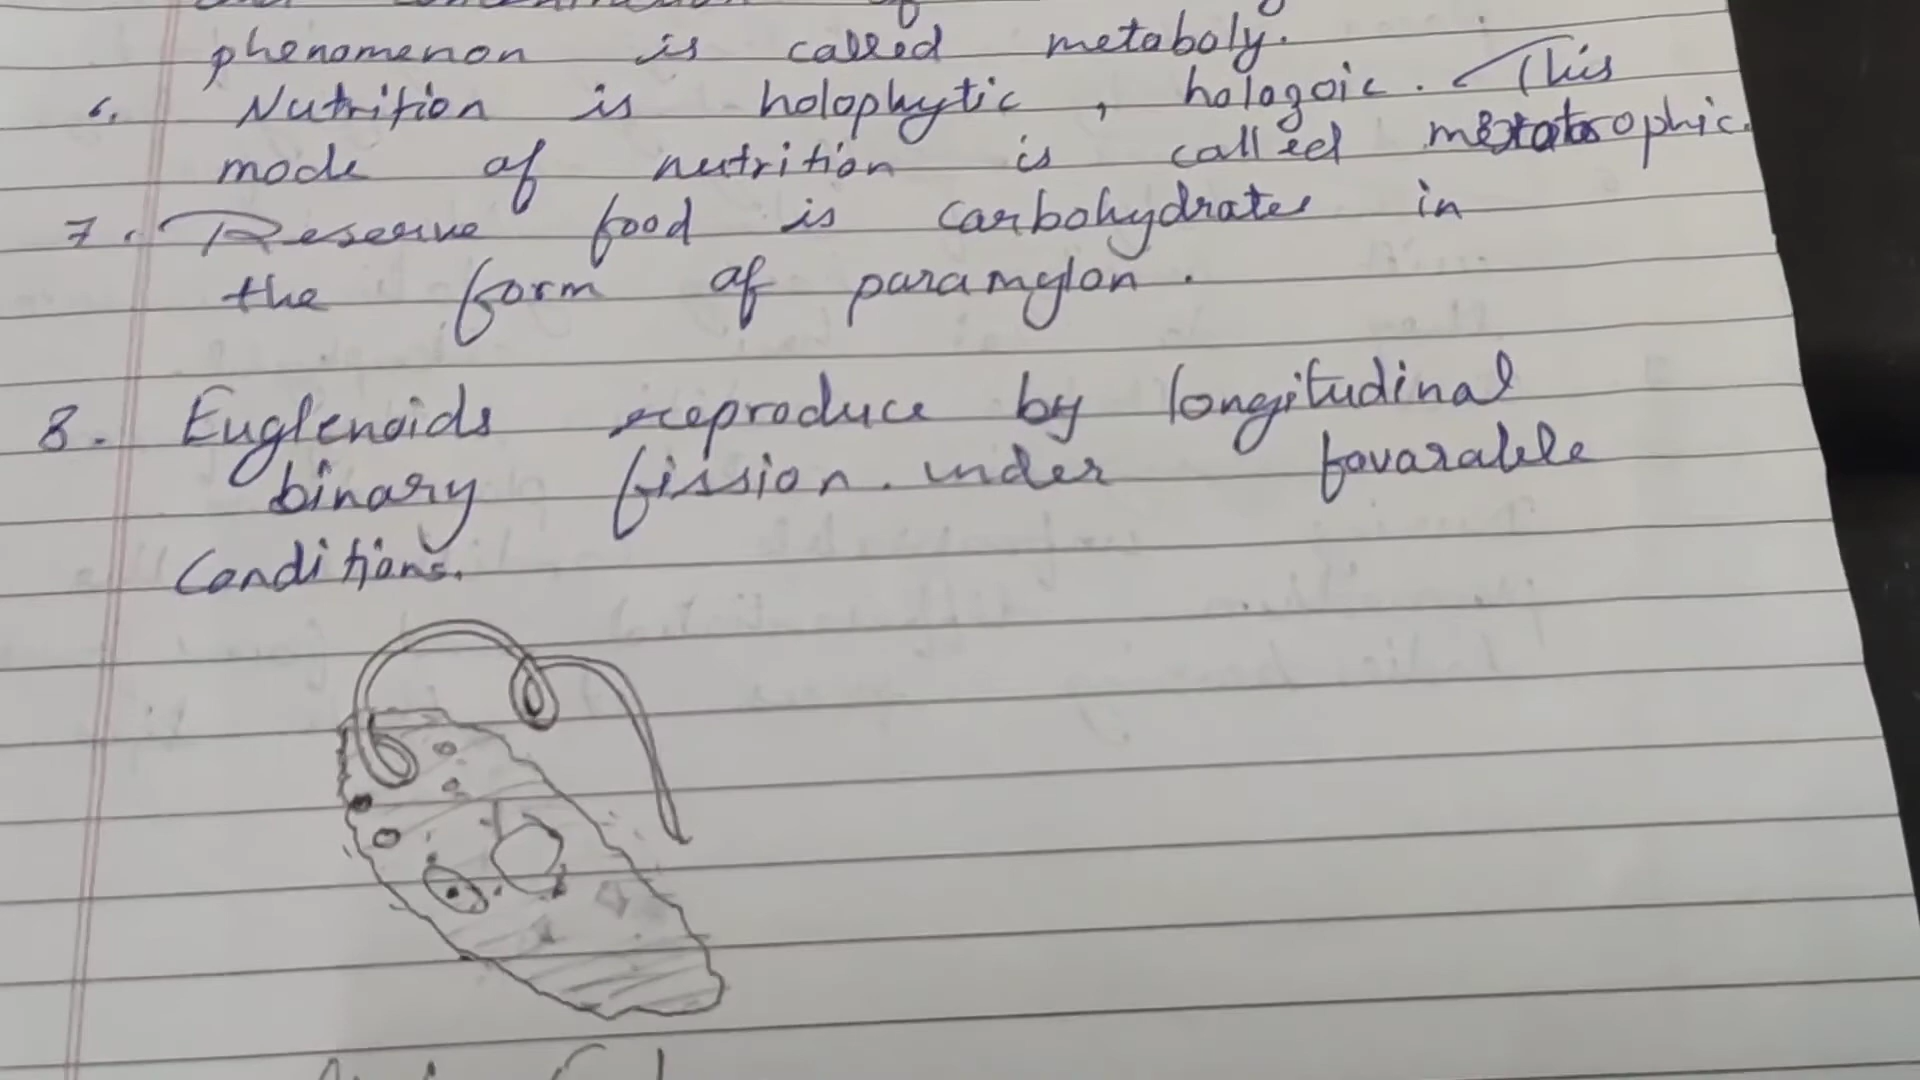 phenomenon is called metaboly.
6. Nutrition is holophytic, holozoic. This
mode of nutrition is called
7. Reserve food is carbohydrates in
the form of paramylon.
8. Euglenoids reproduce by longitudinal
binary fission. under favarable
Conditions.